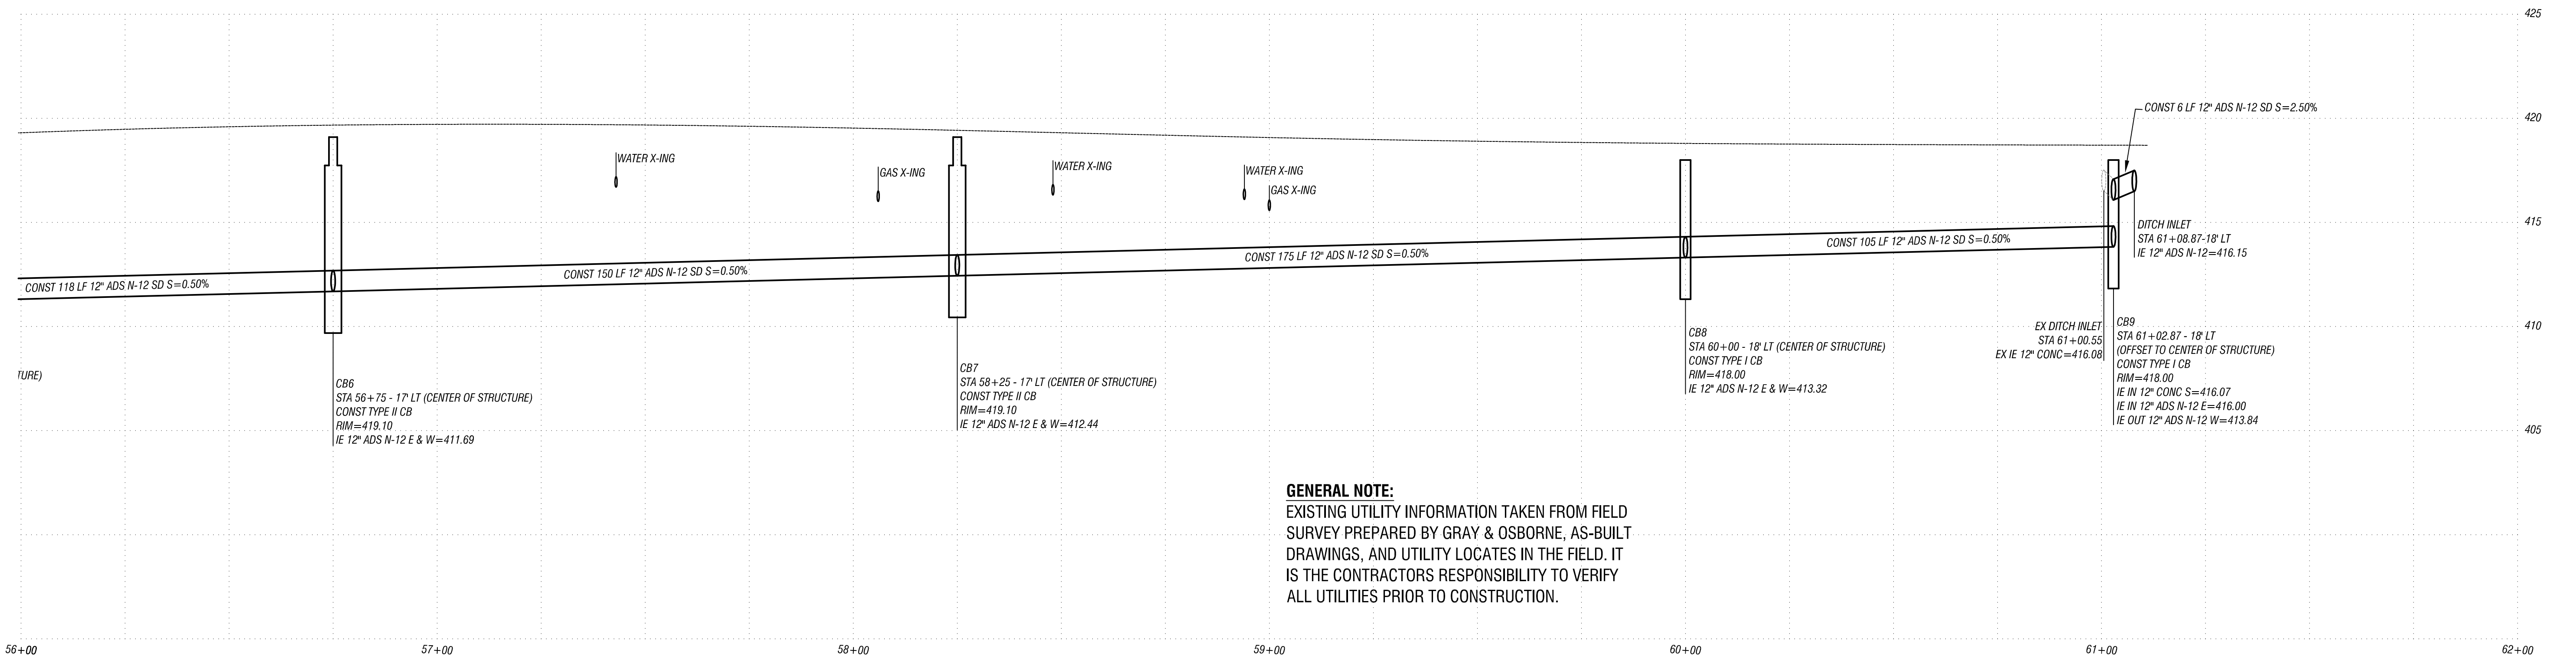 425
CONST 6 LF 12" ADS N-12 SD S=2.50%
420
WATER X-ING
GAS X-ING
WATER X-ING
WATER X-ING
GAS X-ING
415
DITCH INLET
STA 61+08.87-18' LT
IE 12" ADS N-12=416.15
CONST 118 LF 12" ADS N-12 SD S=0.50%
CONST 150 LF 12" ADS N-12 SD S=0.50%
CONST 175 LF 12" ADS N-12 SD S=0.50%
CONST 105 LF 12" ADS N-12 SD S=0.50%
410
TURE)
CB6
STA 56+75 - 17' LT (CENTER OF STRUCTURE)
CONST TYPE II CB
RIM=419.10
IE 12" ADS N-12 E & W=411.69
CB7
STA 58+25 - 17' LT (CENTER OF STRUCTURE)
CONST TYPE II CB
RIM=419.10
IE 12" ADS N-12 E & W=412.44
CB8
STA 60+00 - 18' LT (CENTER OF STRUCTURE)
CONST TYPE I CB
RIM=418.00
IE 12" ADS N-12 E & W=413.32
EX DITCH INLET
STA 61+00.55
EX IE 12" CONC=416.08
CB9
STA 61+02.87 - 18' LT
(OFFSET TO CENTER OF STRUCTURE)
CONST TYPE I CB
RIM=418.00
IE IN 12" CONC S=416.07
IE IN 12" ADS N-12 E=416.00
IE OUT 12" ADS N-12 W=413.84
405
GENERAL NOTE:
EXISTING UTILITY INFORMATION TAKEN FROM FIELD
SURVEY PREPARED BY GRAY & OSBORNE, AS-BUILT
DRAWINGS, AND UTILITY LOCATES IN THE FIELD. IT
IS THE CONTRACTORS RESPONSIBILITY TO VERIFY
ALL UTILITIES PRIOR TO CONSTRUCTION.
56+00
57+00
58+00
59+00
60+00
61+00
62+00